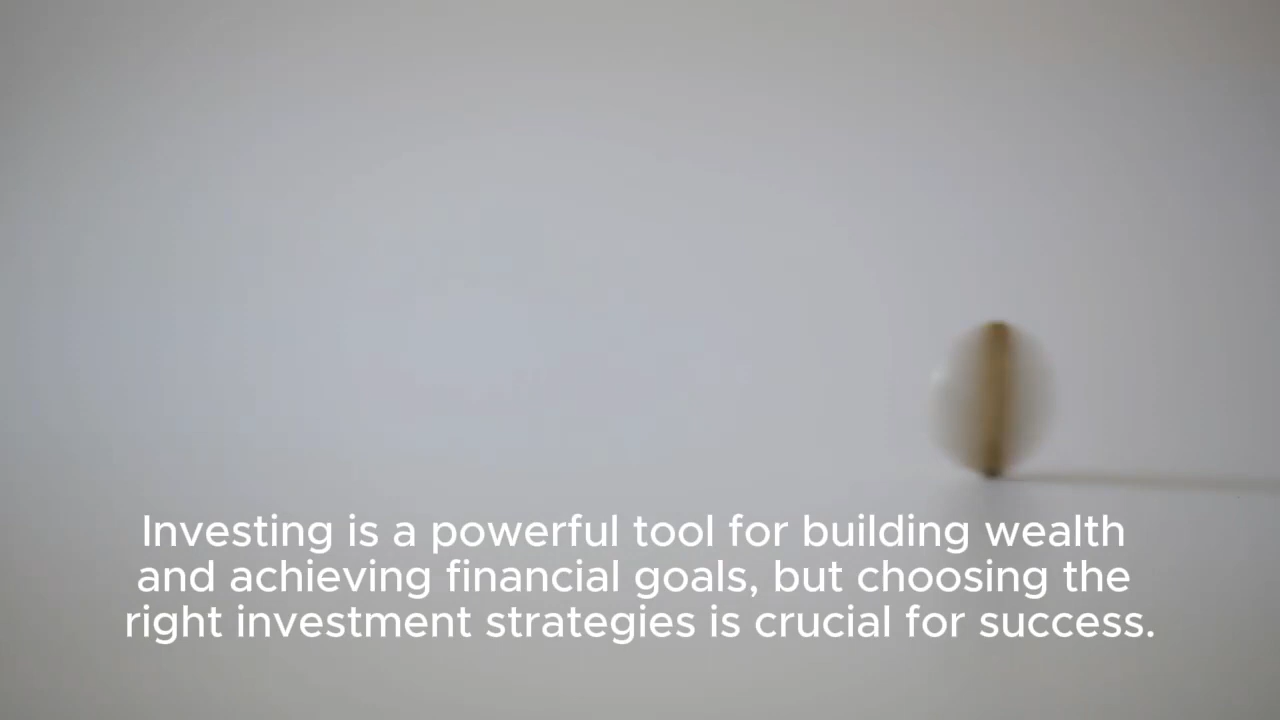 Investing is a powerful tool for building wealth
and achieving financial goals, but choosing the
right investment strategies is crucial for success.